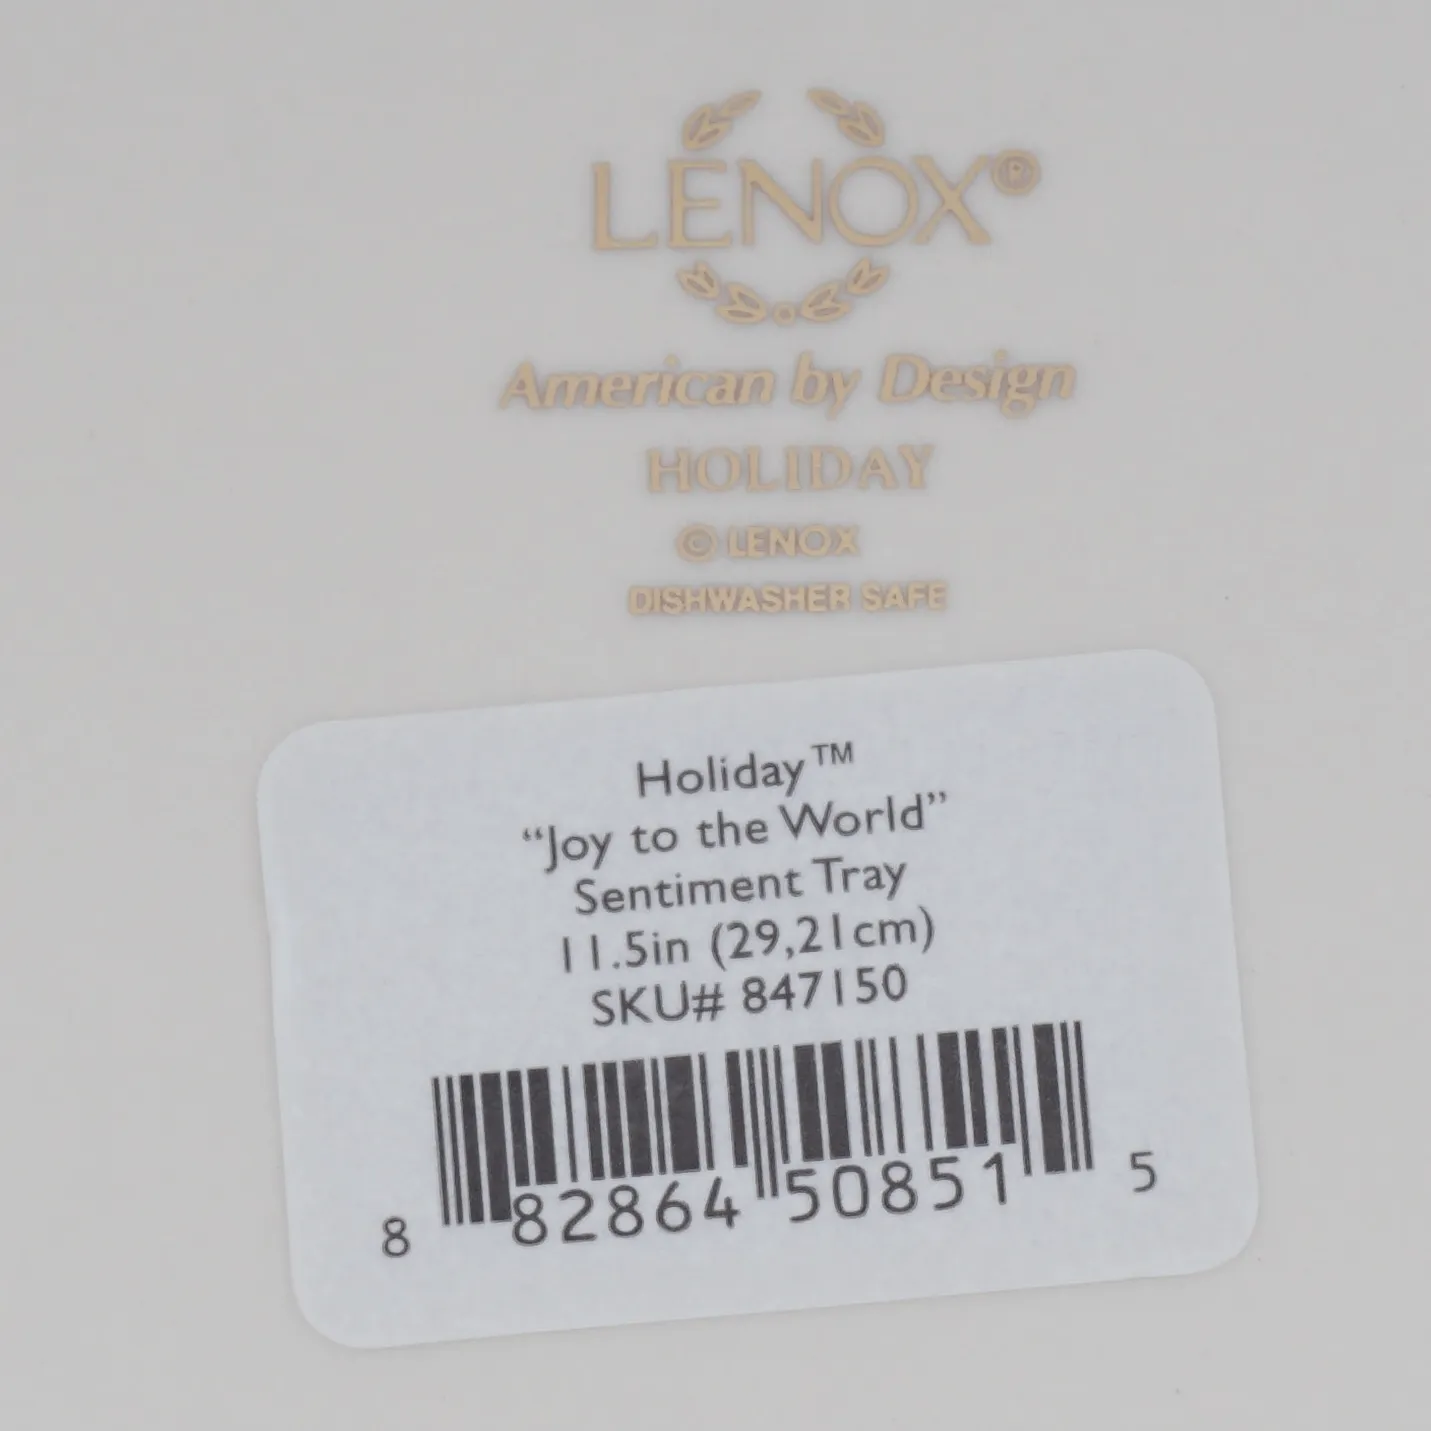 LENOX®
American by Design
HOLIDAY
© LENOX
DISHWASHER SAFE
Holiday™
“Joy to the World”
Sentiment Tray
11.5in (29,21cm)
SKU# 847150
8 82864 50851 5